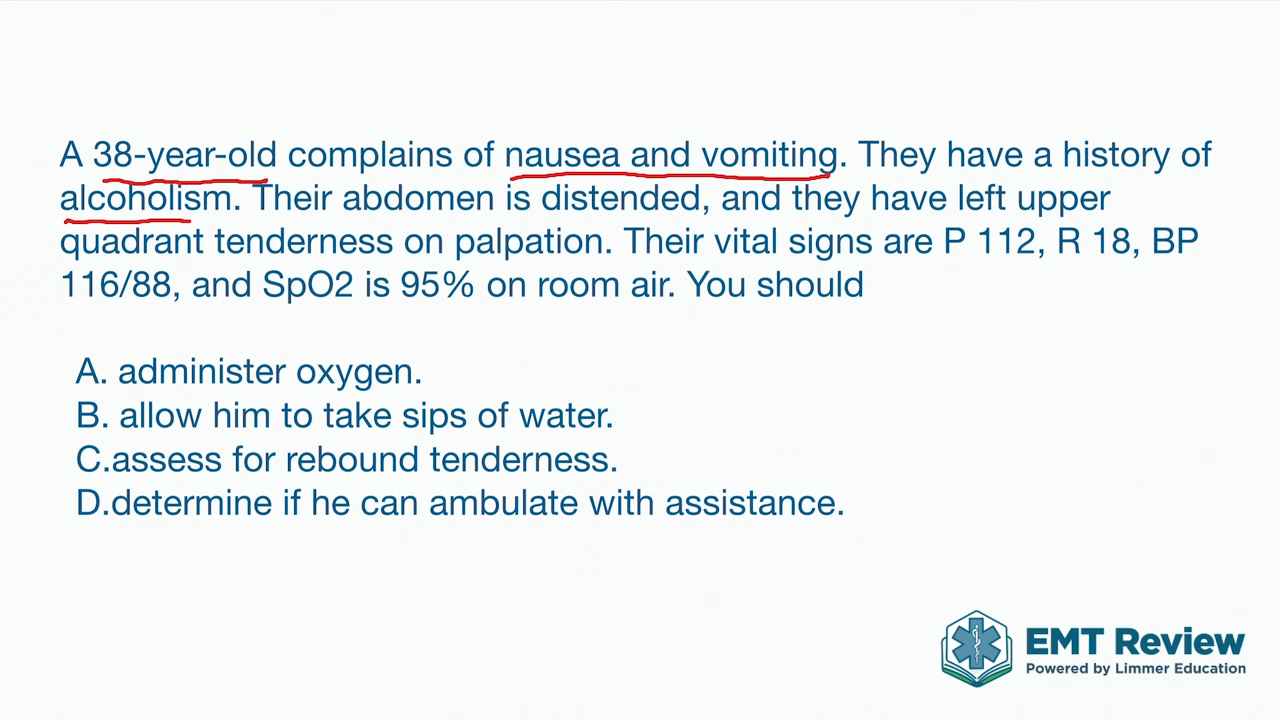 A 38-year-old complains of nausea and vomiting. They have a history of
alcoholism. Their abdomen is distended, and they have left upper
quadrant tenderness on palpation. Their vital signs are P 112, R 18, BP
116/88, and SpO2 is 95% on room air. You should
A. administer oxygen.
B. allow him to take sips of water.
C.assess for rebound tenderness.
D.determine if he can ambulate with assistance.
EMT Review
Powered by Limmer Education